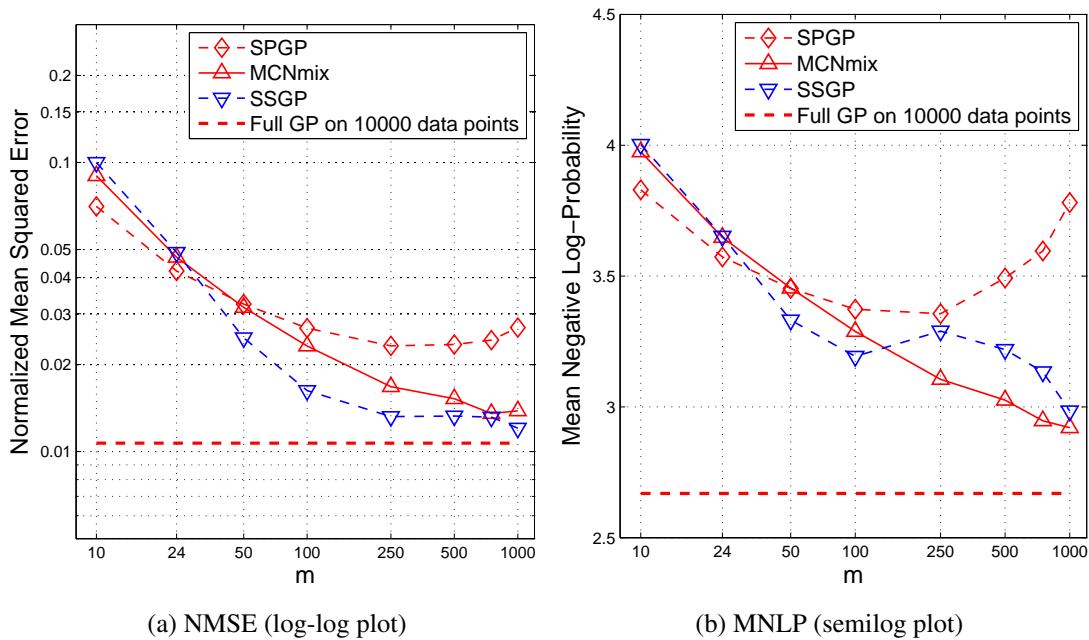 SPGP
MCNmix
SSGP
Full GP on 10000 data points
0.2
0.15
0.1
0.05
0.04
0.03
0.02
0.01
Normalized Mean Squared Error
10 24 50 100 250 500 1000
m
(a) NMSE (log-log plot)
SPGP
MCNmix
SSGP
Full GP on 10000 data points
4.5
4
3.5
3
2.5
Mean Negative Log−Probability
10 24 50 100 250 500 1000
m
(b) MNLP (semilog plot)